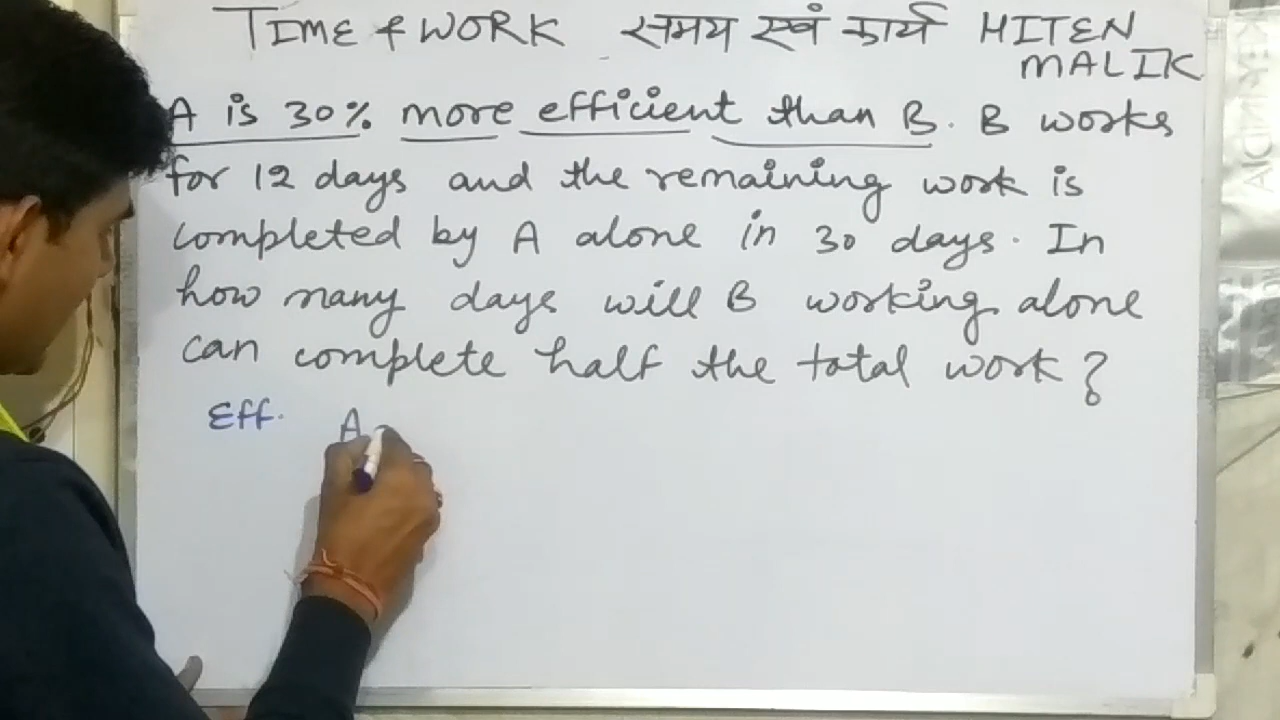 TIME & WORK समय एवं कार्य HITEN
MALIK
A is 30% more efficient than B. B works
for 12 days and the remaining work is
completed by A alone in 30 days. In
how many days will B working alone
can complete half the total work?
Eff. A